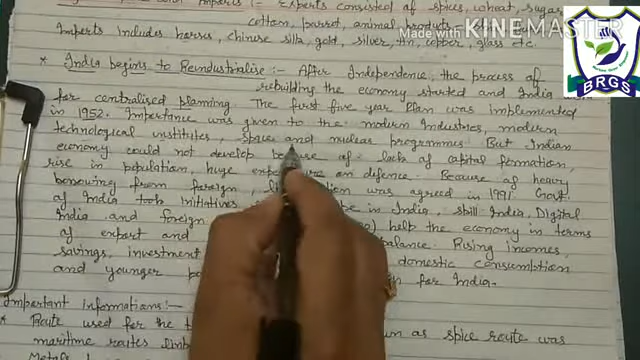 Exports consisted of spices, wheat, sugar
cotton, parrot, animal products
Made with KINEMASTER
Imports includes horses, chinese silk, gold, silver, tin, copper, glass etc.
BRGS
* India begins to Reindustrialise :- After Independence, the process of
rebuilding the economy started and India
for centralised planning. The first five year Plan was implemented
in 1952. Importance was given to the modern Industries, modern
technological institutes, space and nuclear programmes. But Indian
economy could not develop because of lack of capital formation,
rise in population, huge on defence. Because of heavy
borrowing from foreign, was agreed in 1991. Govt.
of India took initiatives in India, skill India, Digital
India and foreign help the economy in terms
of export and balance. Rising incomes,
savings, investment domestic consumption
and younger for India.
Important Informations :-
* Route used for the as spice route was
maritime routes
Metals